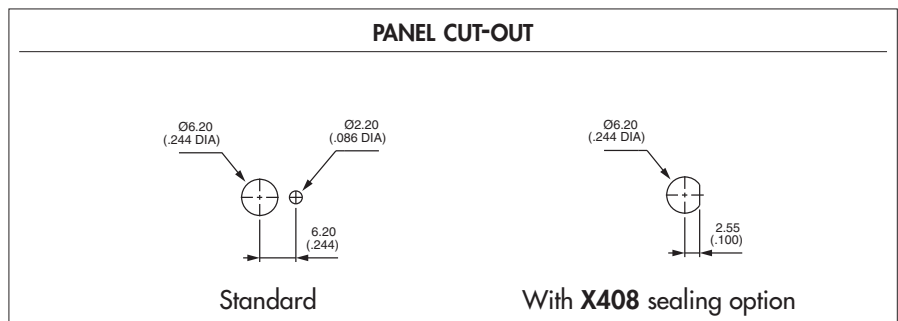 PANEL CUT-OUT
Ø6.20
(.244 DIA)
Ø2.20
(.086 DIA)
6.20
(.244)
Standard
Ø6.20
(.244 DIA)
2.55
(.100)
With X408 sealing option